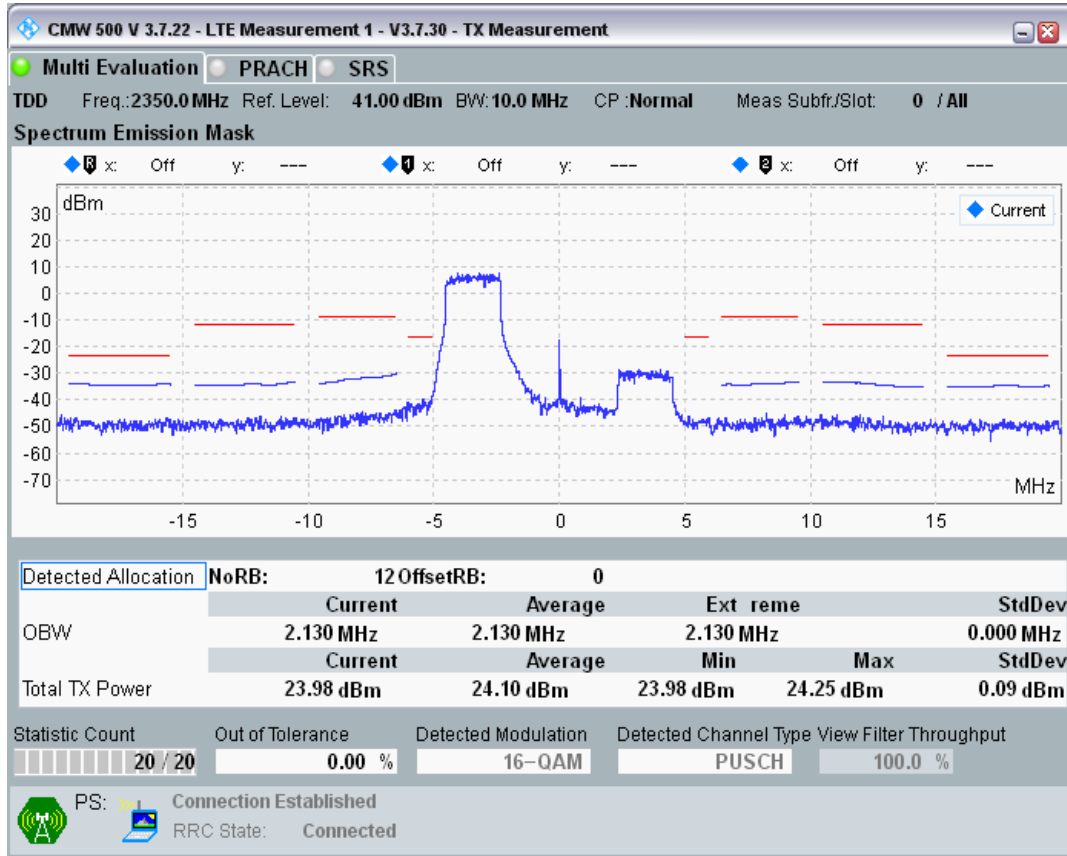 CMW 500 V 3.7.22 - LTE Measurement 1 - V3.7.30 - TX Measurement
Multi Evaluation PRACH SRS
TDD Freq.:2350.0 MHz Ref. Level: 41.00 dBm BW:10.0 MHz CP :Normal Meas Subfr./Slot: 0 / All
Spectrum Emission Mask
R x: Off y: --- 1 x: Off y: --- 2 x: Off y: ---
dBm
Current
30
20
10
0
-10
-20
-30
-40
-50
-60
-70
MHz
-15 -10 -5 0 5 10 15
Detected Allocation NoRB: 12 OffsetRB: 0
Current Average Ext reme StdDev
OBW 2.130 MHz 2.130 MHz 2.130 MHz 0.000 MHz
Current Average Min Max StdDev
Total TX Power 23.98 dBm 24.10 dBm 23.98 dBm 24.25 dBm 0.09 dBm
Statistic Count Out of Tolerance Detected Modulation Detected Channel Type View Filter Throughput
20 / 20 0.00 % 16-QAM PUSCH 100.0 %
PS: Connection Established
RRC State: Connected